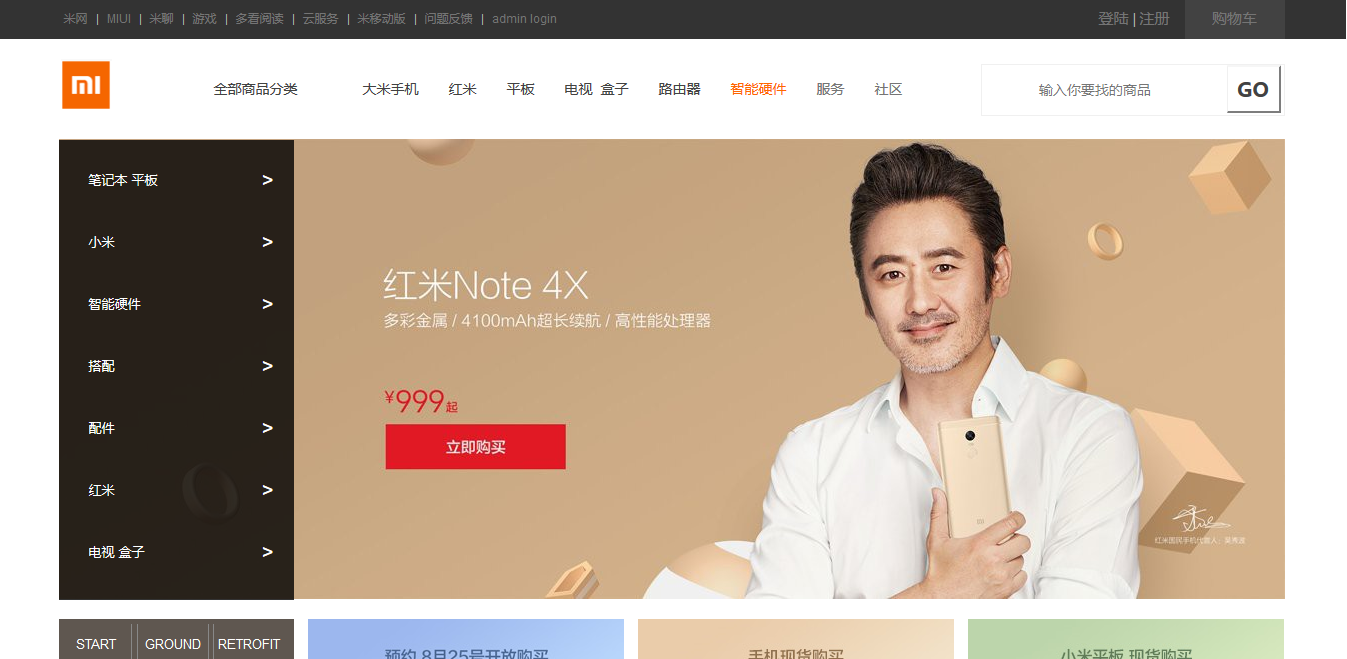 米网 | MIUI | 米聊 | 游戏 | 多看阅读 | 云服务 | 米移动版 | 问题反馈 | admin login
登陆 | 注册
购物车
mi
全部商品分类
大米手机 红米 平板 电视 盒子 路由器 智能硬件 服务 社区
输入你要找的商品
GO
笔记本 平板 >
小米 >
智能硬件 >
搭配 >
配件 >
红米 >
电视 盒子 >
红米Note 4X
多彩金属 / 4100mAh超长续航 / 高性能处理器
¥999起
立即购买
mi
红米国民手机代言人：吴秀波
START GROUND RETROFIT
预约 8月25号开放购买
手机现货购买
小米平板 现货购买